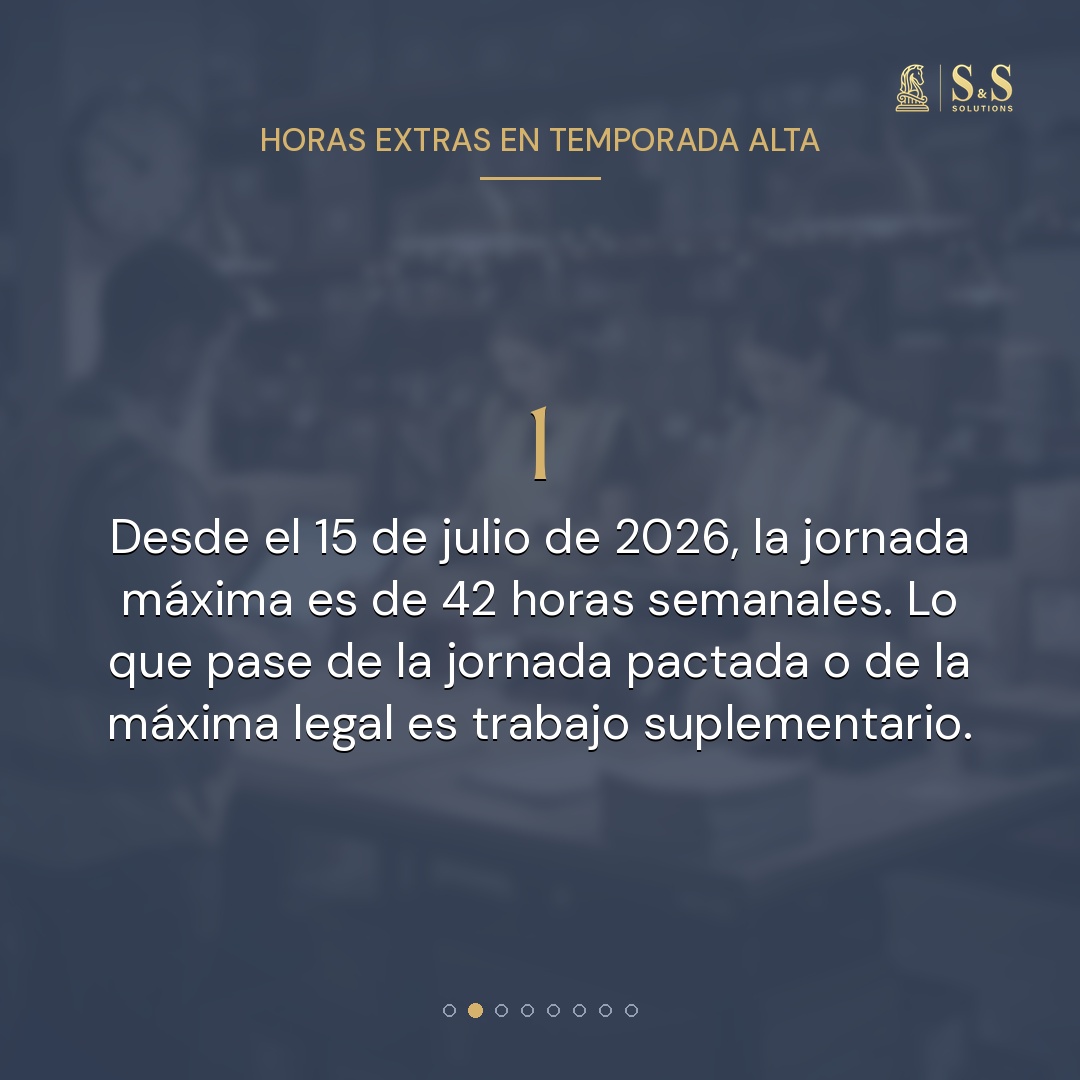 S&S
SOLUTIONS
HORAS EXTRAS EN TEMPORADA ALTA
1
Desde el 15 de julio de 2026, la jornada
máxima es de 42 horas semanales. Lo
que pase de la jornada pactada o de la
máxima legal es trabajo suplementario.